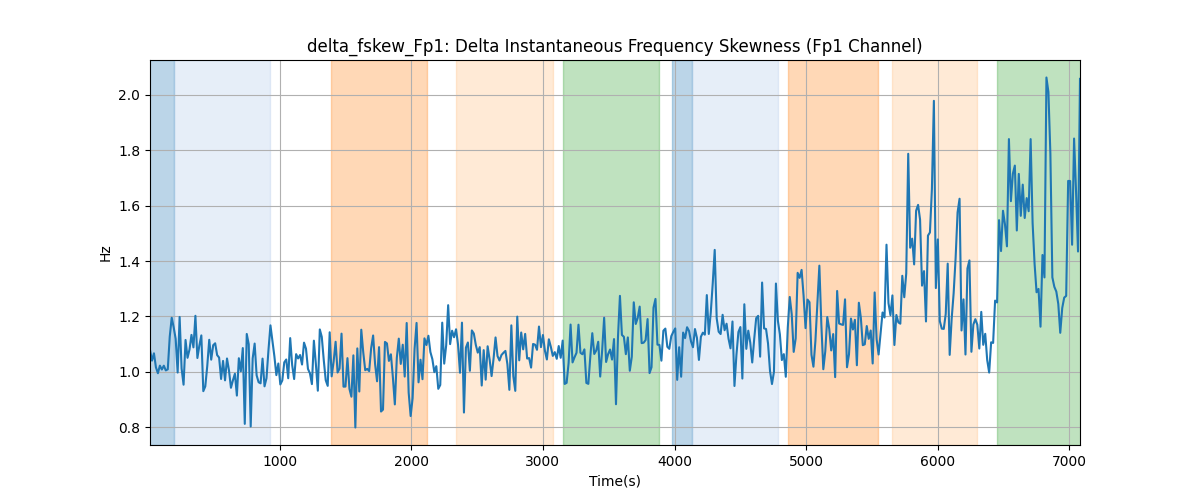 delta_fskew_Fp1: Delta Instantaneous Frequency Skewness (Fp1 Channel)
Hz
2.0
1.8
1.6
1.4
1.2
1.0
0.8
1000 2000 3000 4000 5000 6000 7000
Time(s)